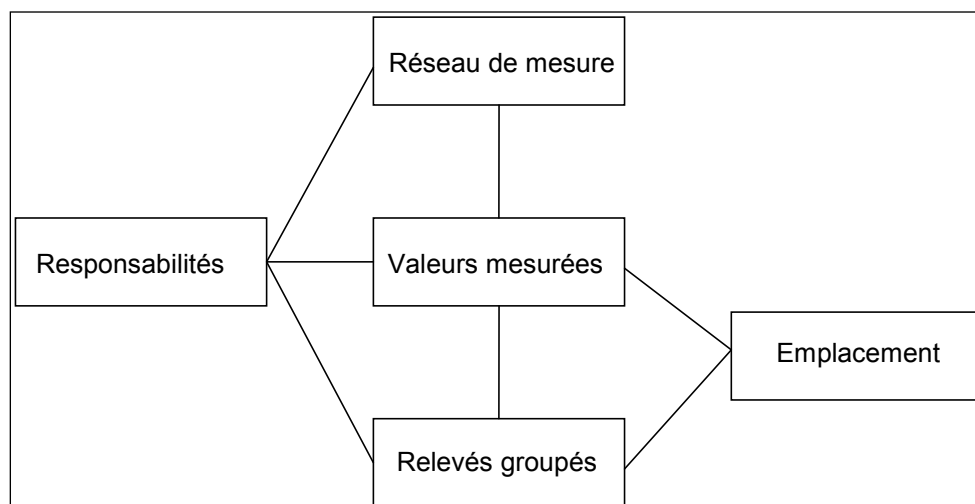 Réseau de mesure
Responsabilités
Valeurs mesurées
Emplacement
Relevés groupés